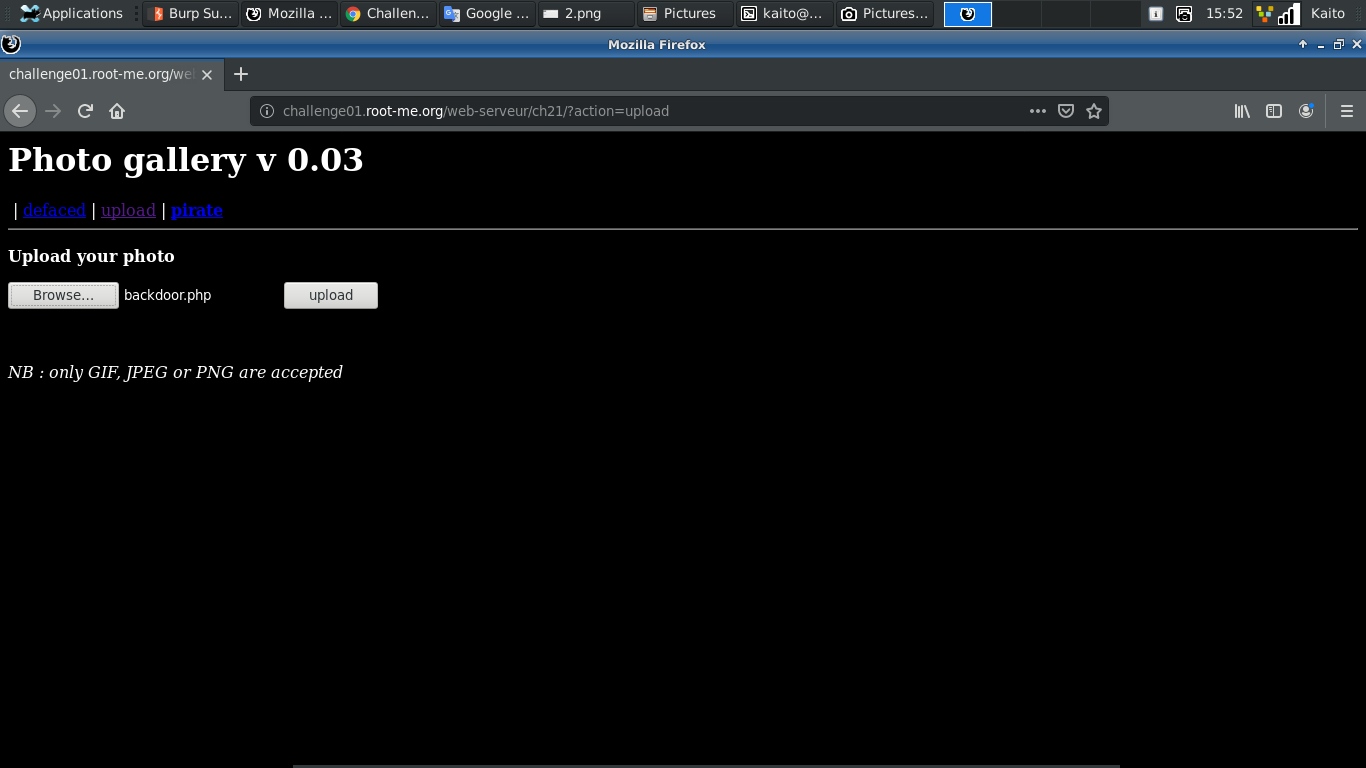 Applications Burp Su... Mozilla ... Challen... Google ... 2.png Pictures kaito@... Pictures... 15:52 Kaito
Mozilla Firefox
challenge01.root-me.org/we
challenge01.root-me.org/web-serveur/ch21/?action=upload
Photo gallery v 0.03
| defaced | upload | pirate
Upload your photo
Browse... backdoor.php upload
NB : only GIF, JPEG or PNG are accepted